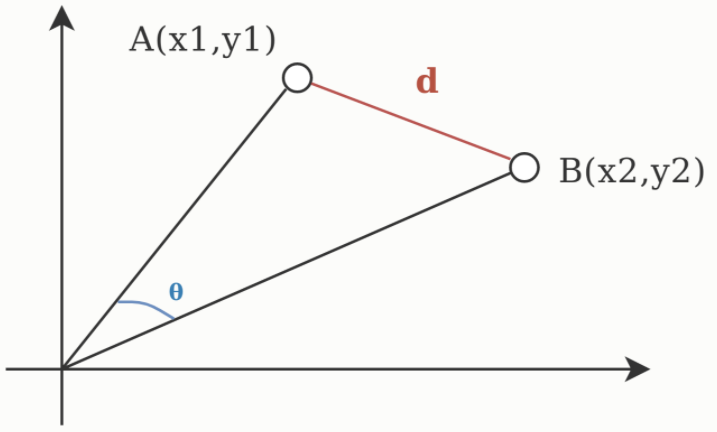 A(x1,y1)
d
B(x2,y2)
θ